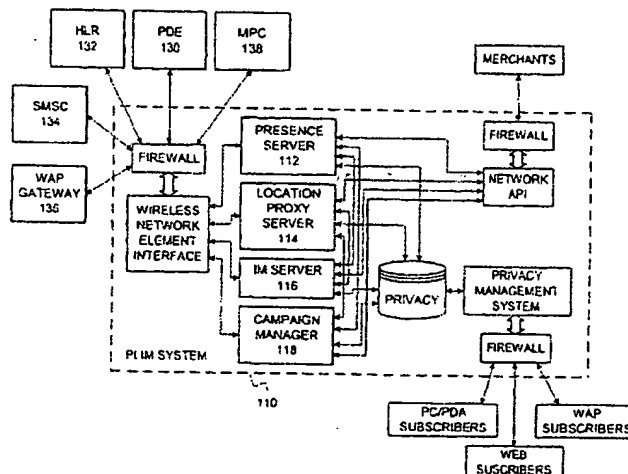 HLR
132
PDE
130
MPC
138
MERCHANTS
SMSC
134
FIREWALL
PRESENCE
SERVER
112
FIREWALL
WAP
GATEWAY
136
WIRELESS
NETWORK
ELEMENT
INTERFACE
LOCATION
PROXY
SERVER
114
NETWORK
API
IM SERVER
116
PRIVACY
PRIVACY
MANAGEMENT
SYSTEM
CAMPAIGN
MANAGER
118
FIREWALL
PLIM SYSTEM
110
PC/PDA
SUBSCRIBERS
WAP
SUBSCRIBERS
WEB
SUSCRIBERS